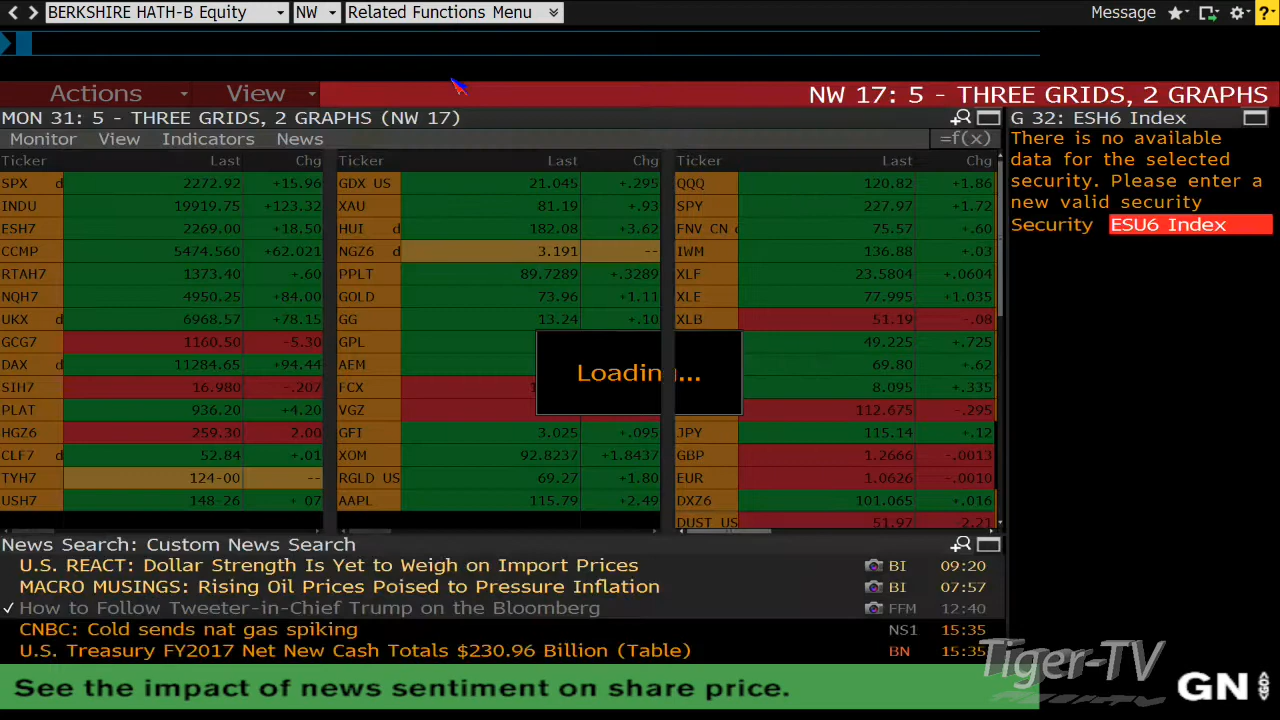 BERKSHIRE HATH-B Equity NW Related Functions Menu Message ?
Actions View NW 17: 5 - THREE GRIDS, 2 GRAPHS
MON 31: 5 - THREE GRIDS, 2 GRAPHS (NW 17)
Monitor View Indicators News =f(x)
Ticker Last Chg Ticker Last Chg Ticker Last Chg
SPX d 2272.92 +15.96 GDX US 21.045 +.295 QQQ 120.82 +1.86
INDU 19919.75 +123.32 XAU 81.19 +.93 SPY 227.97 +1.72
ESH7 2269.00 +18.50 HUI d 182.08 +3.62 FNV CN 75.57 +.60
CCMP 5474.560 +62.021 NGZ6 d 3.191 -- IWM 136.88 +.03
RTAH7 1373.40 +.60 PPLT 89.7289 +.3289 XLF 23.5804 +.0604
NQH7 4950.25 +84.00 GOLD 73.96 +1.11 XLE 77.995 +1.035
UKX d 6968.57 +78.15 GG 13.24 +.10 XLB 51.19 -.08
GCG7 1160.50 -5.30 GPL 49.225 +.725
DAX d 11284.65 +94.44 AEM 69.80 +.62
SIH7 16.980 -.207 FCX 8.095 +.335
PLAT 936.20 +4.20 VGZ 112.675 -.295
HGZ6 259.30 2.00 GFI 3.025 +.095 JPY 115.14 +.12
CLF7 d 52.84 +.01 XOM 92.8237 +1.8437 GBP 1.2666 -.0013
TYH7 124-00 -- RGLD US 69.27 +1.80 EUR 1.0626 -.0010
USH7 148-26 + 07 AAPL 115.79 +2.49 DXZ6 101.065 +.016
DUST US 51.97 -2.21
Loading...
G 32: ESH6 Index
There is no available
data for the selected
security. Please enter a
new valid security
Security ESU6 Index
News Search: Custom News Search
U.S. REACT: Dollar Strength Is Yet to Weigh on Import Prices BI 09:20
MACRO MUSINGS: Rising Oil Prices Poised to Pressure Inflation BI 07:57
✓ How to Follow Tweeter-in-Chief Trump on the Bloomberg FFM 12:40
CNBC: Cold sends nat gas spiking NS1 15:35
U.S. Treasury FY2017 Net New Cash Totals $230.96 Billion (Table) BN 15:35
Tiger-TV
See the impact of news sentiment on share price. GN <GO>